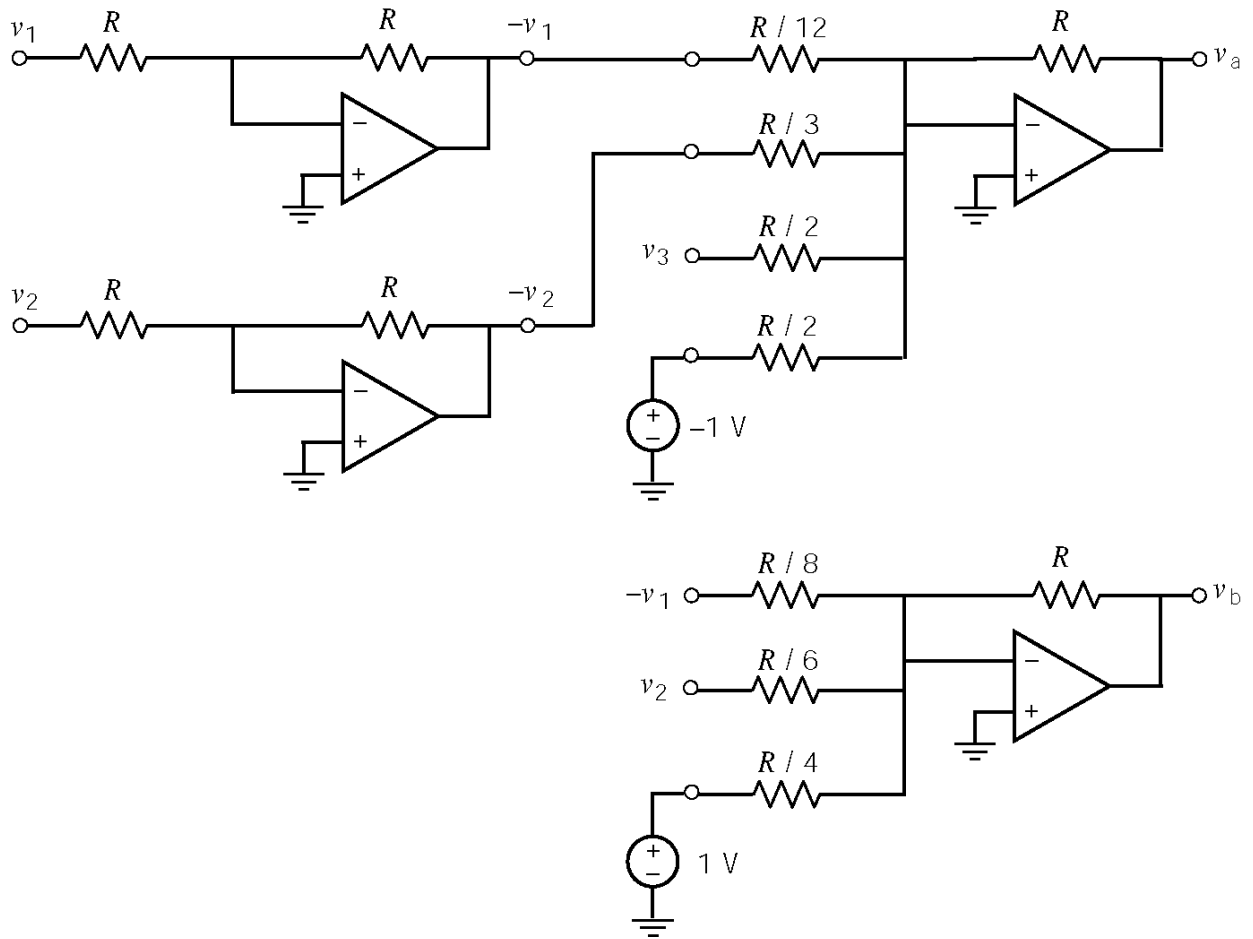 v1 R R −v1 R / 12 R va
− +
R / 3
− +
v3 R / 2
v2 R R −v2
R / 2
− +
+ − −1 V
−v1 R / 8 R vb
v2 R / 6
− +
R / 4
+ − 1 V